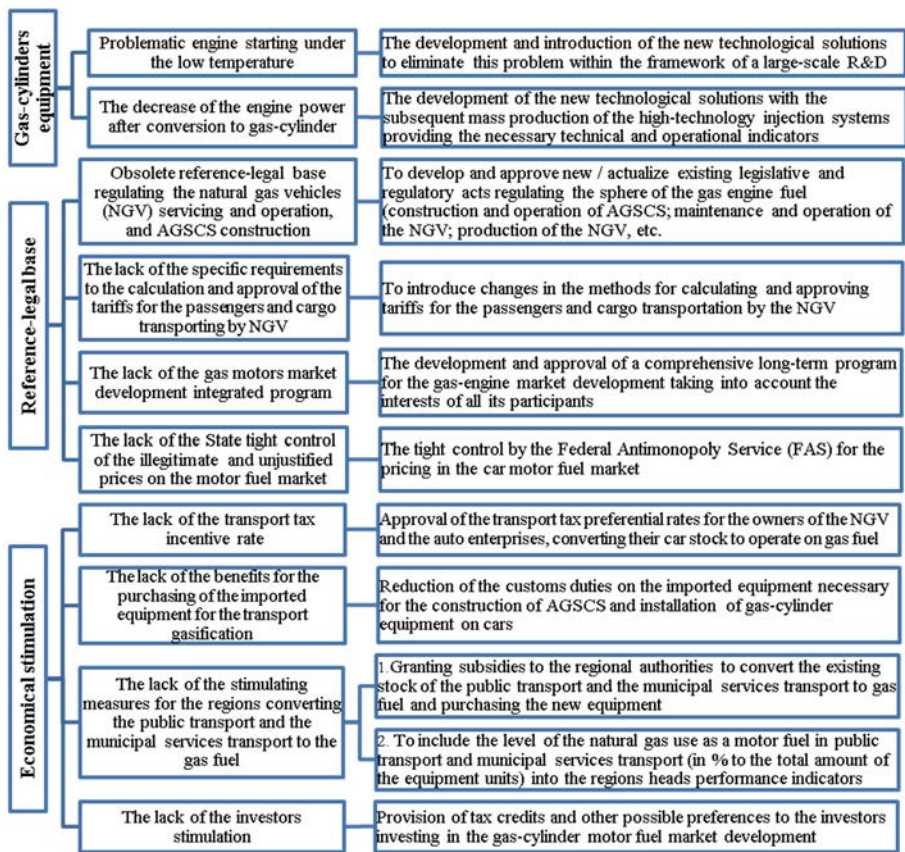 Gas-cylinders
equipment
Problematic engine starting under
the low temperature
The development and introduction of the new technological solutions
to eliminate this problem within the framework of a large-scale R&D
The decrease of the engine power
after conversion to gas-cylinder
The development of the new technological solutions with the
subsequent mass production of the high-technology injection systems
providing the necessary technical and operational indicators
Reference-legal base
Obsolete reference-legal base
regulating the natural gas vehicles
(NGV) servicing and operation,
and AGSCS construction
To develop and approve new / actualize existing legislative and
regulatory acts regulating the sphere of the gas engine fuel
(construction and operation of AGSCS; maintenance and operation of
the NGV; production of the NGV, etc.
The lack of the specific requirements
to the calculation and approval of the
tariffs for the passengers and cargo
transporting by NGV
To introduce changes in the methods for calculating and approving
tariffs for the passengers and cargo transportation by the NGV
The lack of the gas motors market
development integrated program
The development and approval of a comprehensive long-term program
for the gas-engine market development taking into account the
interests of all its participants
The lack of the State tight control
of the illegitimate and unjustified
prices on the motor fuel market
The tight control by the Federal Antimonopoly Service (FAS) for the
pricing in the car motor fuel market
Economical stimulation
The lack of the transport tax
incentive rate
Approval of the transport tax preferential rates for the owners of the NGV
and the auto enterprises, converting their car stock to operate on gas fuel
The lack of the benefits for the
purchasing of the imported
equipment for the transport
gasification
Reduction of the customs duties on the imported equipment necessary
for the construction of AGSCS and installation of gas-cylinder
equipment on cars
The lack of the stimulating
measures for the regions converting
the public transport and the
municipal services transport to the
gas fuel
1. Granting subsidies to the regional authorities to convert the existing
stock of the public transport and the municipal services transport to gas
fuel and purchasing the new equipment
2. To include the level of the natural gas use as a motor fuel in public
transport and municipal services transport (in % to the total amount of
the equipment units) into the regions heads performance indicators
The lack of the investors
stimulation
Provision of tax credits and other possible preferences to the investors
investing in the gas-cylinder motor fuel market development